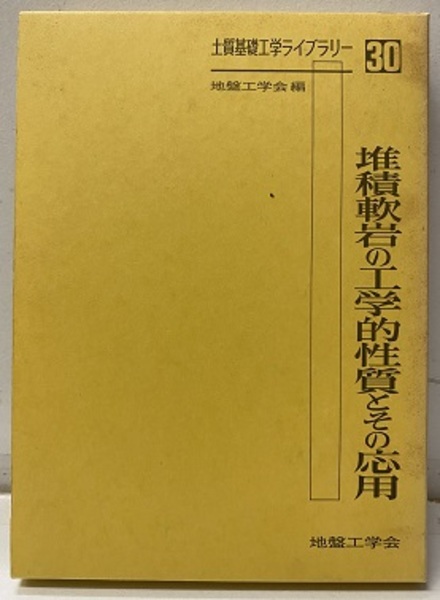 土質基礎工学ライブラリー 30
地盤工学会 編
堆積軟岩の工学的性質とその応用
地盤工学会